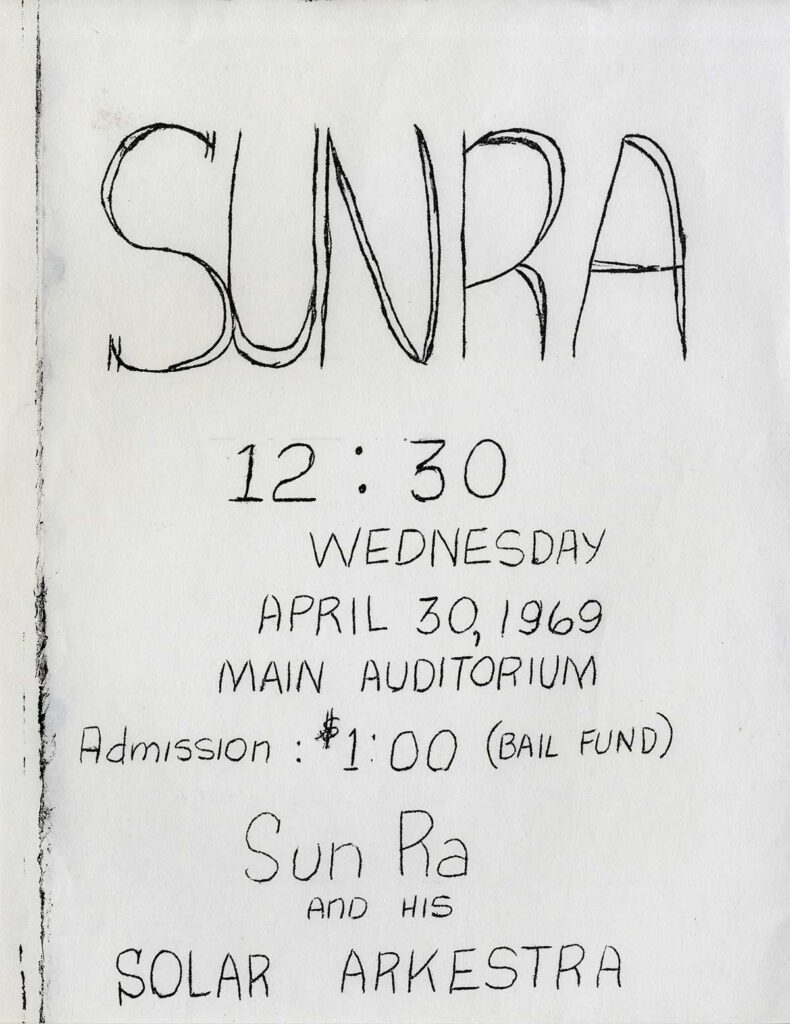 SUNRA
12:30
WEDNESDAY
APRIL 30, 1969
MAIN AUDITORIUM
Admission : $1:00 (BAIL FUND)
Sun Ra
AND HIS
SOLAR ARKESTRA